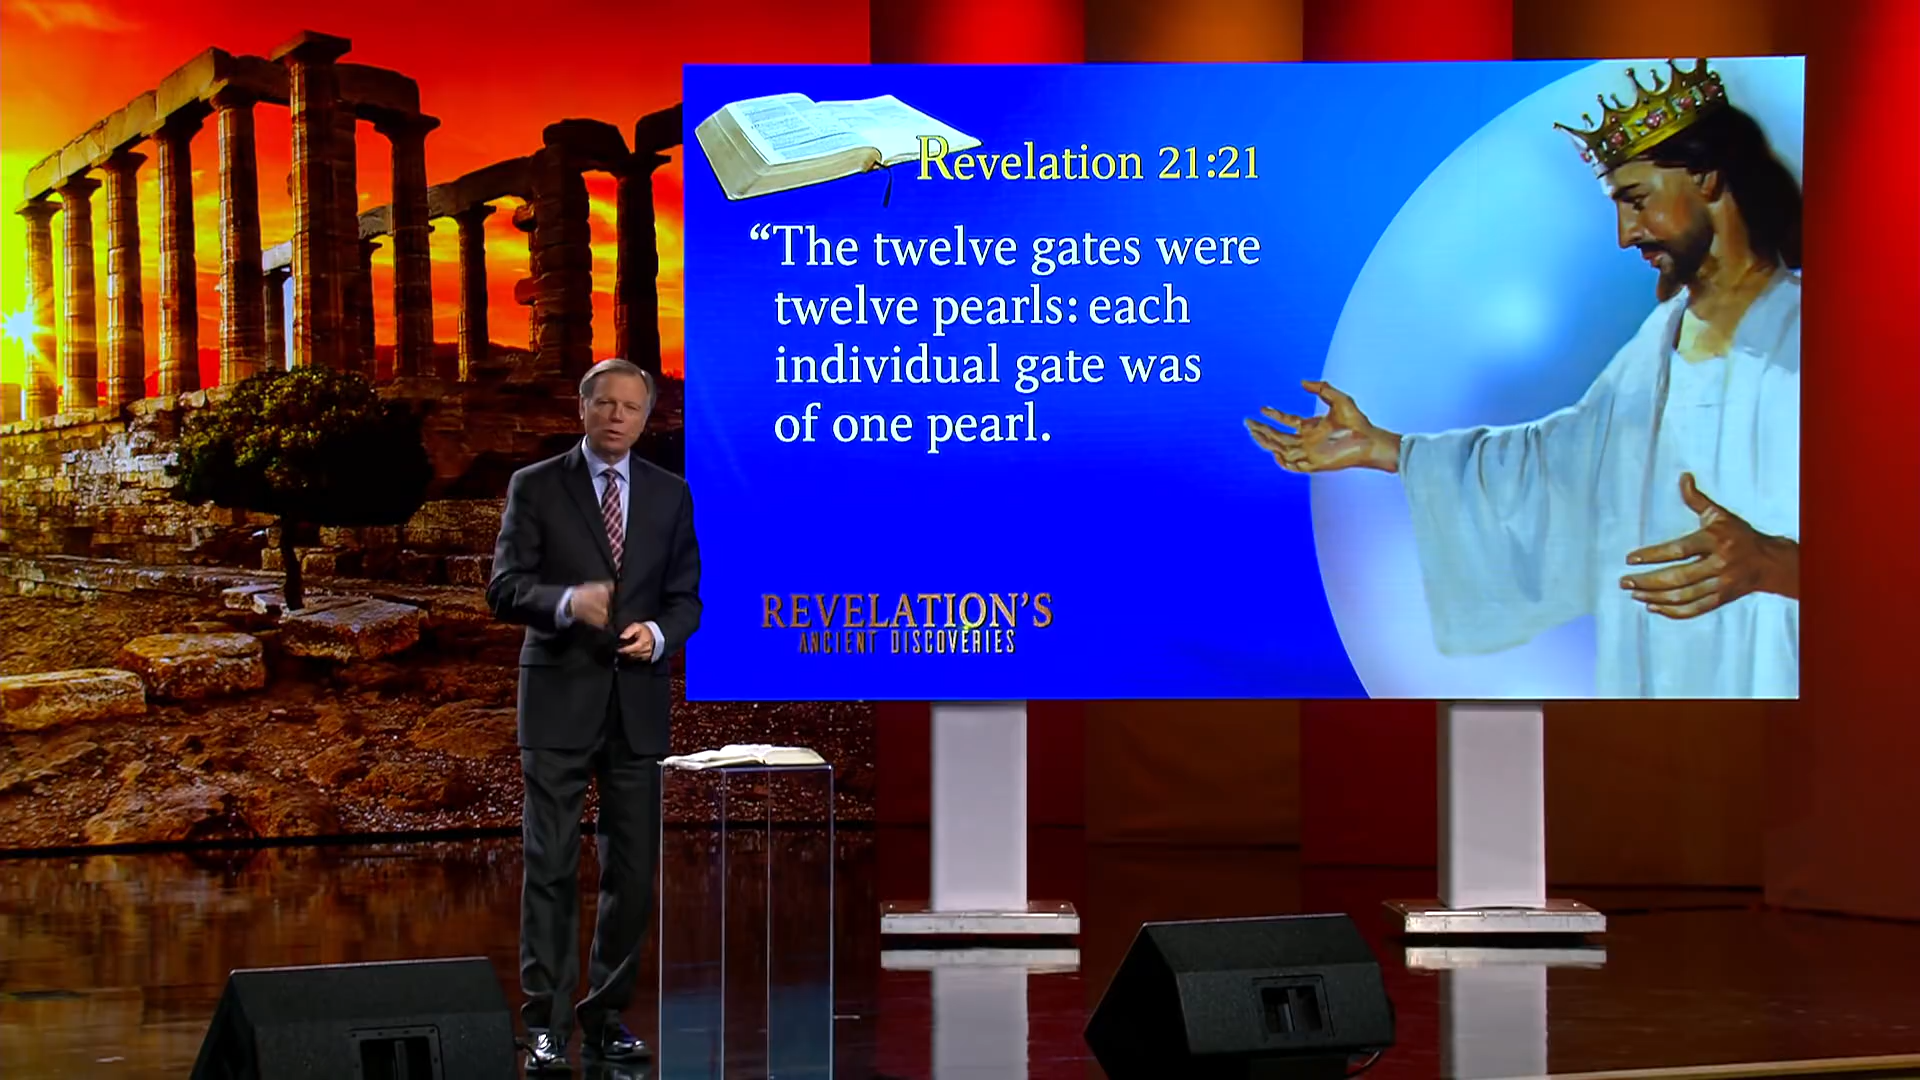 Revelation 21:21
“The twelve gates were
twelve pearls: each
individual gate was
of one pearl.
REVELATION’S
ANCIENT DISCOVERIES